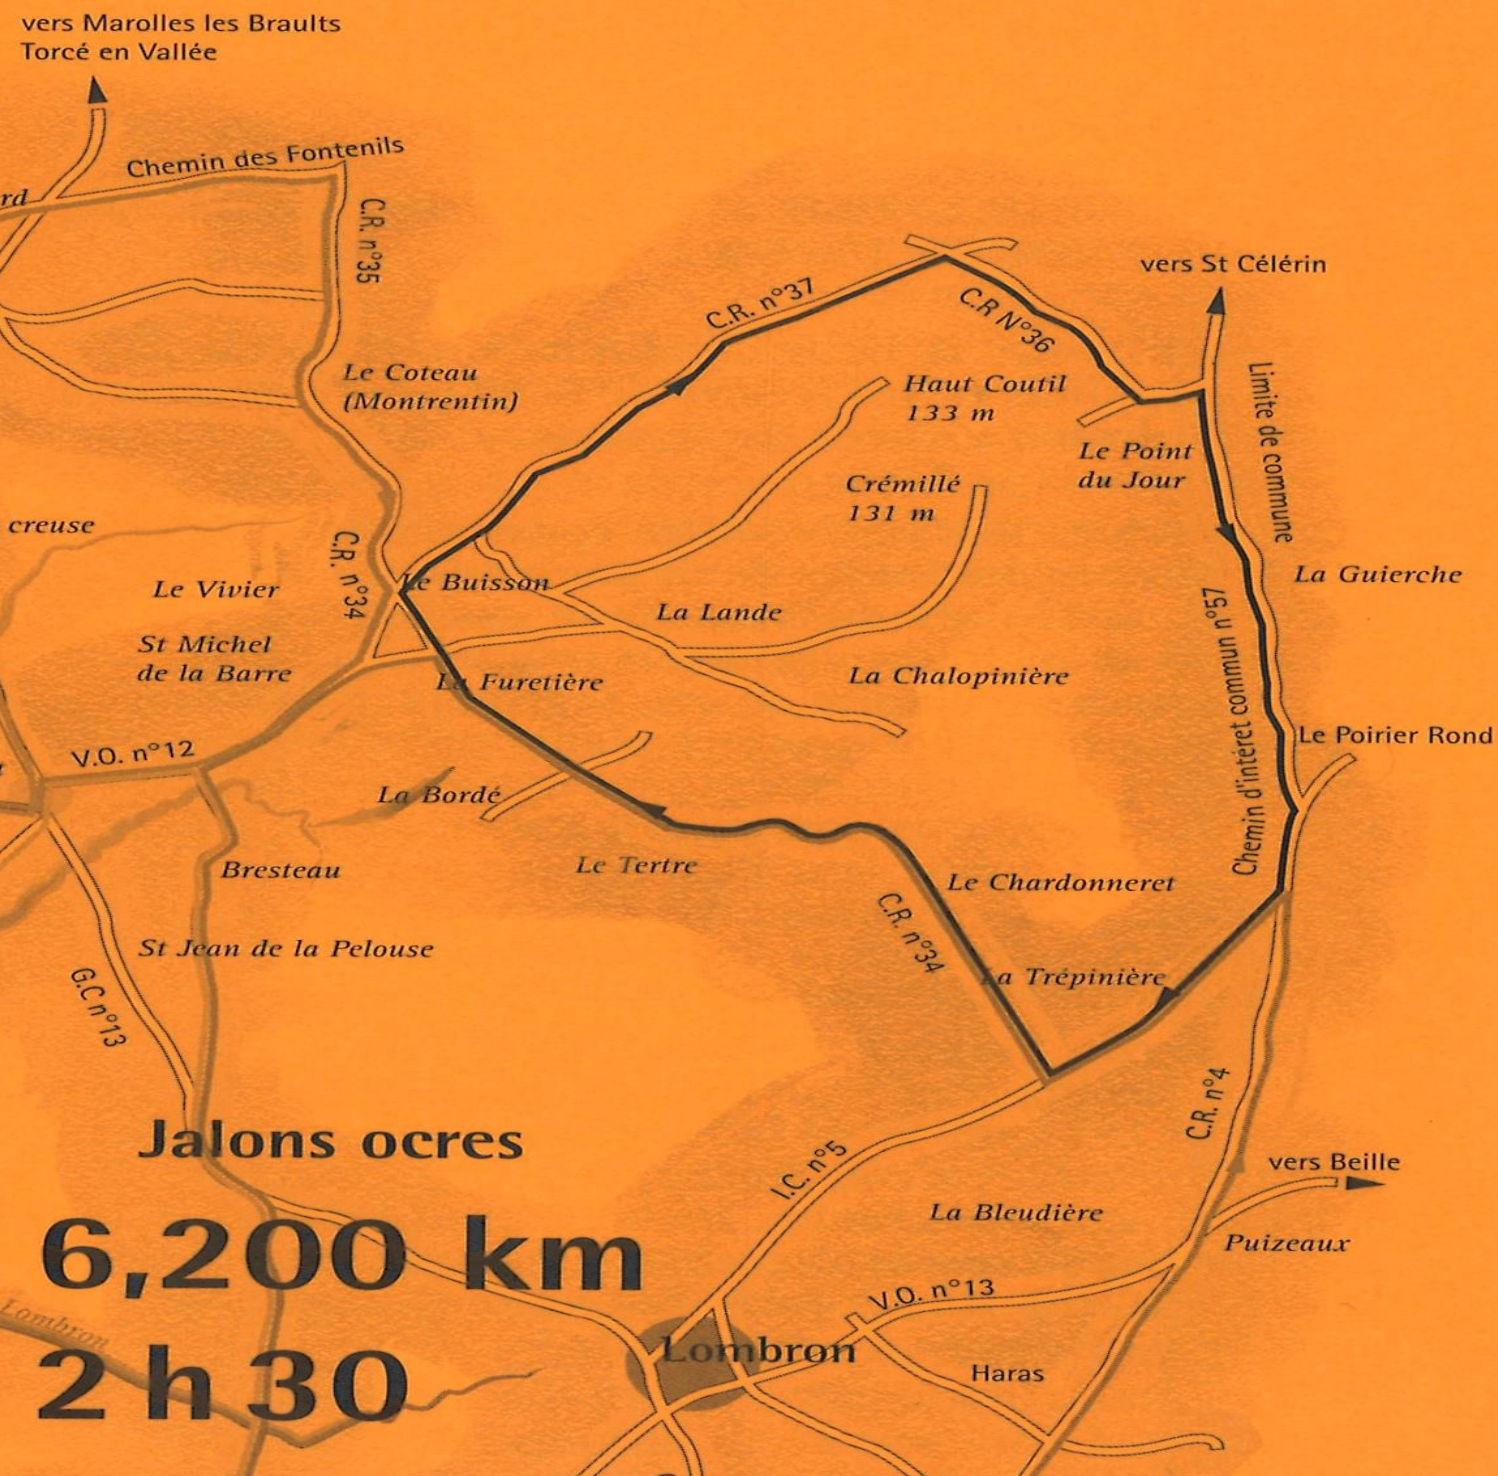 vers Marolles les Braults
Torcé en Vallée
Chemin des Fontenils
rd
C.R. n°35
vers St Célérin
C.R. n°37
C.R N°36
Le Coteau
(Montrentin)
Haut Coutil
133 m
Limite de commune
Le Point
du Jour
Crémillé
131 m
creuse
C.R. n°34
Le Vivier
Le Buisson
La Guierche
La Lande
St Michel
de la Barre
La Furetière
La Chalopinière
Chemin d'intéret commun n°57
Le Poirier Rond
V.O. n°12
La Bordé
Bresteau
Le Tertre
Le Chardonneret
C.R. n°34
St Jean de la Pelouse
La Trépinière
G.C n°13
C.R. n°4
Jalons ocres
I.C. n°5
vers Beille
La Bleudière
Puizeaux
6,200 km
V.O. n°13
Lombron
Lombron
Haras
2 h 30